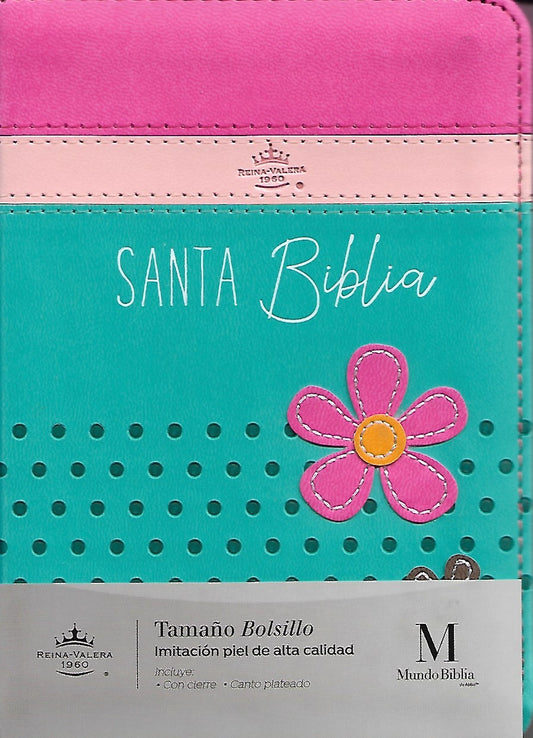 REINA-VALERA
1960
®
SANTA Biblia
REINA-VALERA
1960
®
Tamaño Bolsillo
Imitación piel de alta calidad
Incluye:
• Con cierre • Canto plateado
M
Mundo Biblia